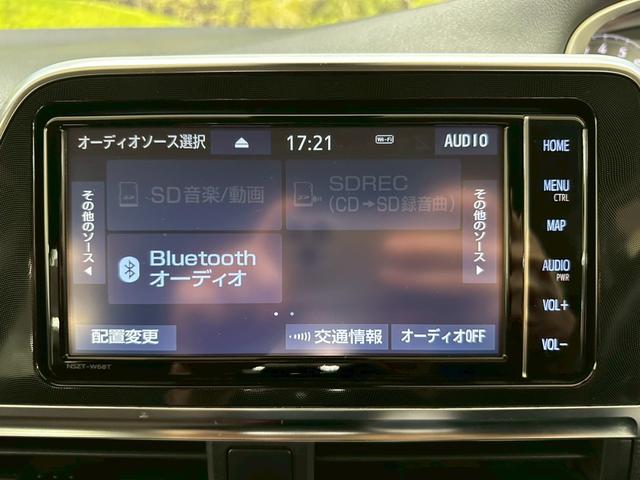 オーディオソース選択 ⏏ 17:21 Wi-Fi AUDIO
HOME
その他のソース
SD音楽/動画
SDREC
(CD→SD録音曲)
その他のソース
MENU
CTRL
MAP
Bluetooth
オーディオ
AUDIO
PWR
VOL+
配置変更 交通情報 オーディオOFF
VOL-
NSZT-W68T